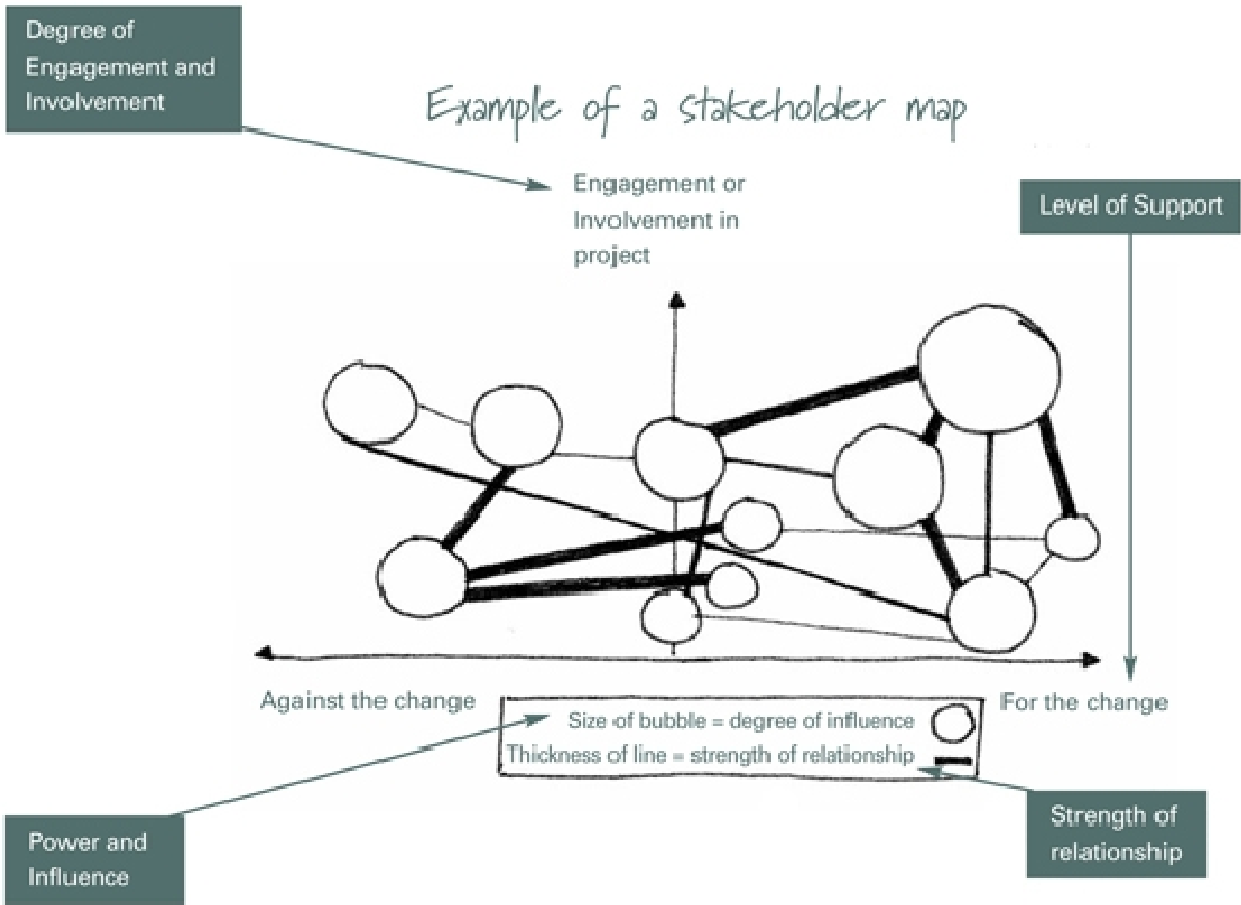 Degree of
Engagement and
Involvement
Example of a stakeholder map
Engagement or
Involvement in
project
Level of Support
Against the change
For the change
Size of bubble = degree of influence
Thickness of line = strength of relationship
Power and
Influence
Strength of
relationship